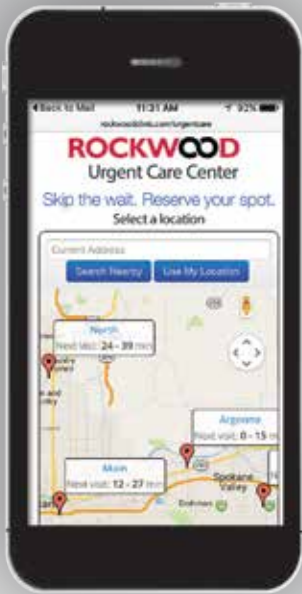 Back to Mail 11:21 AM 92%
rockwoodclinic.com/urgentcare
ROCKWOOD
Urgent Care Center
Skip the wait. Reserve your spot.
Select a location
Current Address
Search Nearby Use My Location
North
Next Visit: 24 - 39 min
Argonne
Next visit: 0 - 15 m
Main
Next visit: 12 - 27 min
Spokane
Valley
Dishman